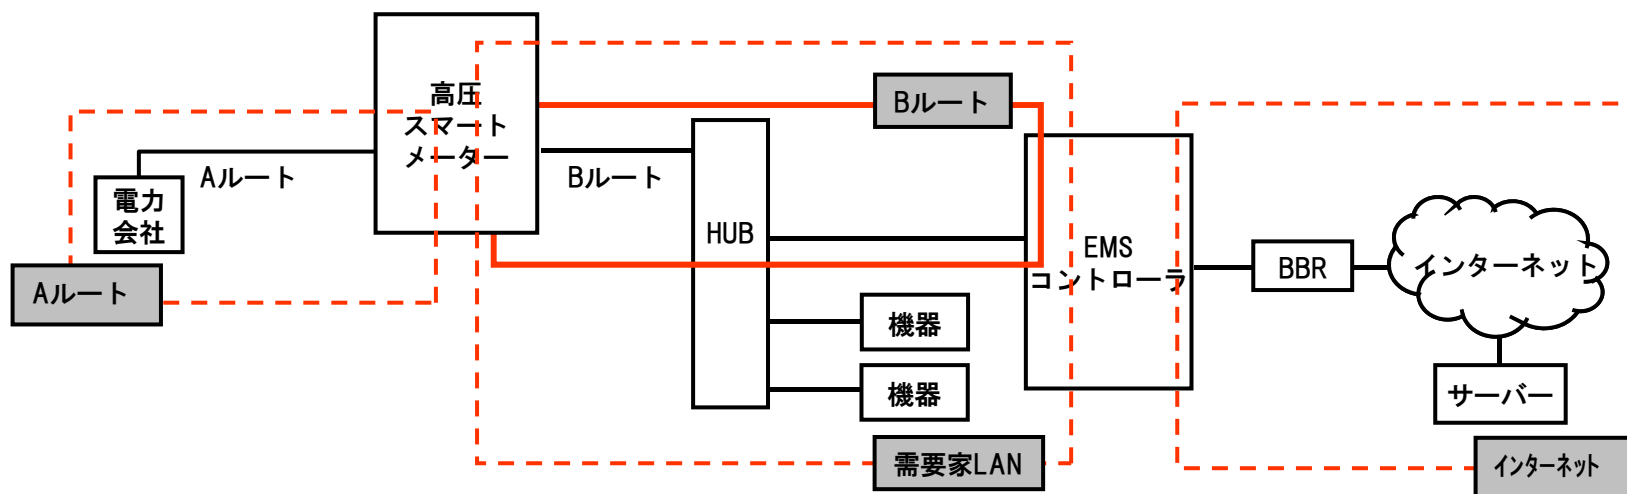 高圧
スマート
メーター
Bルート
Aルート
Bルート
電力
会社
HUB
EMS
コントローラ
BBR
インターネット
Aルート
機器
機器
サーバー
需要家LAN
インターネット